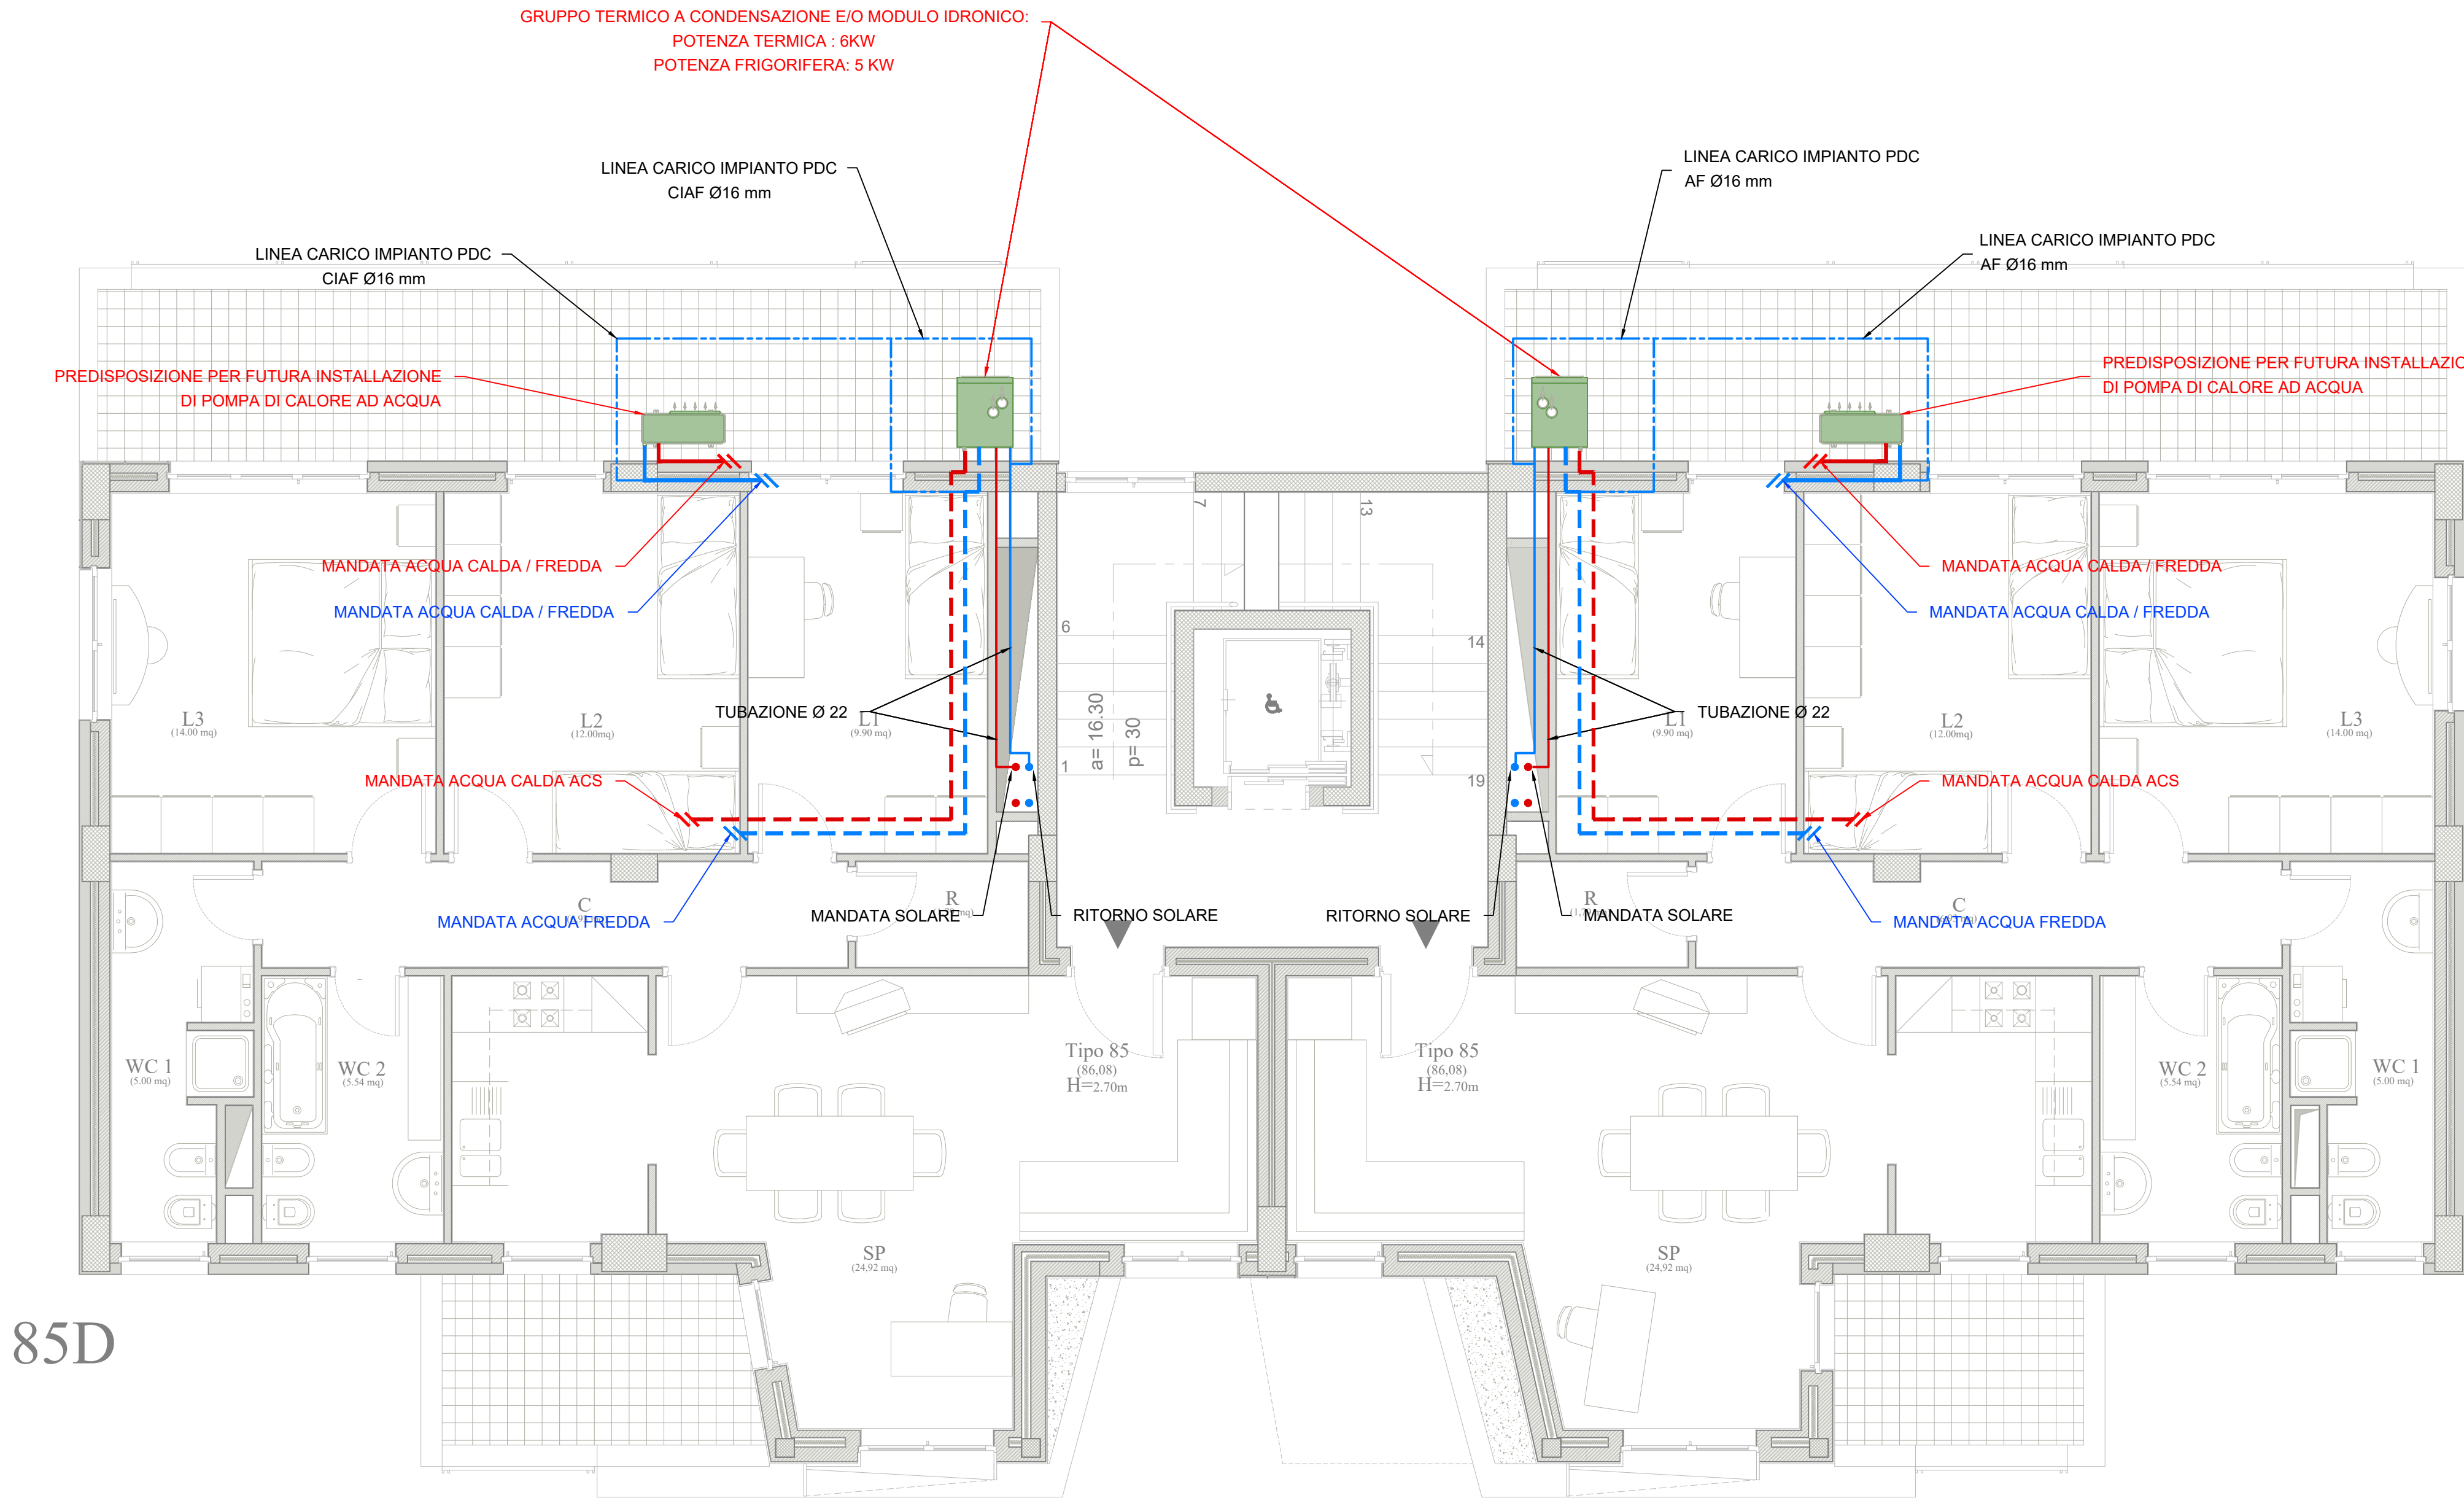 GRUPPO TERMICO A CONDENSAZIONE E/O MODULO IDRONICO:
POTENZA TERMICA : 6KW
POTENZA FRIGORIFERA: 5 KW
LINEA CARICO IMPIANTO PDC
CIAF Ø16 mm
LINEA CARICO IMPIANTO PDC
AF Ø16 mm
LINEA CARICO IMPIANTO PDC
CIAF Ø16 mm
LINEA CARICO IMPIANTO PDC
AF Ø16 mm
PREDISPOSIZIONE PER FUTURA INSTALLAZIONE
DI POMPA DI CALORE AD ACQUA
PREDISPOSIZIONE PER FUTURA INSTALLAZIO
DI POMPA DI CALORE AD ACQUA
7
13
MANDATA ACQUA CALDA / FREDDA
MANDATA ACQUA CALDA / FREDDA
MANDATA ACQUA CALDA / FREDDA
MANDATA ACQUA CALDA / FREDDA
6
14
a= 16.30
p= 30
1
19
L3
(14.00 mq)
L2
(12.00mq)
TUBAZIONE Ø 22
L1
(9.90 mq)
TUBAZIONE Ø 22
L1
(9.90 mq)
L2
(12.00mq)
L3
(14.00 mq)
MANDATA ACQUA CALDA ACS
MANDATA ACQUA CALDA ACS
C
MANDATA ACQUA FREDDA
R
MANDATA SOLARE
RITORNO SOLARE
RITORNO SOLARE
R
MANDATA SOLARE
C
MANDATA ACQUA FREDDA
WC 1
(5.00 mq)
WC 2
(5.54 mq)
Tipo 85
(86,08)
H=2.70m
Tipo 85
(86,08)
H=2.70m
WC 2
(5.54 mq)
WC 1
(5.00 mq)
SP
(24,92 mq)
SP
(24,92 mq)
85D